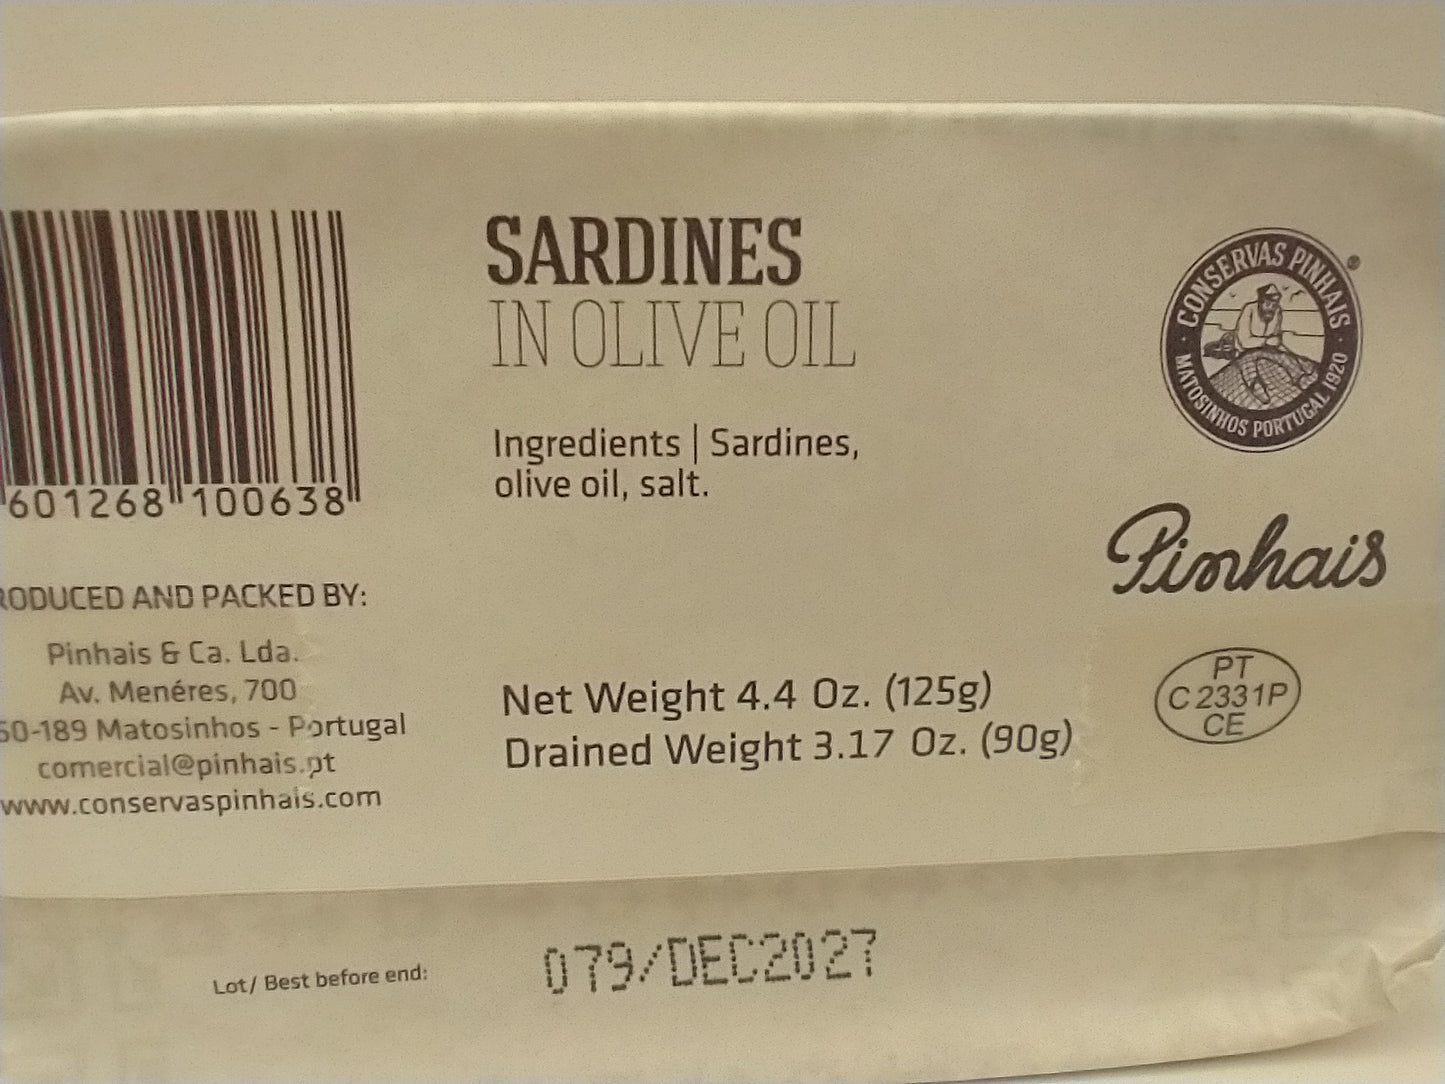 601268 100638
RODUCED AND PACKED BY:
Pinhais & Ca. Lda.
Av. Menéres, 700
50-189 Matosinhos - Portugal
comercial@pinhais.pt
www.conservaspinhais.com
SARDINES
IN OLIVE OIL
Ingredients | Sardines,
olive oil, salt.
Net Weight 4.4 Oz. (125g)
Drained Weight 3.17 Oz. (90g)
CONSERVAS PINHAIS ®
MATOSINHOS PORTUGAL 1920
Pinhais
PT
C 2331P
CE
Lot/ Best before end: 079/DEC2027